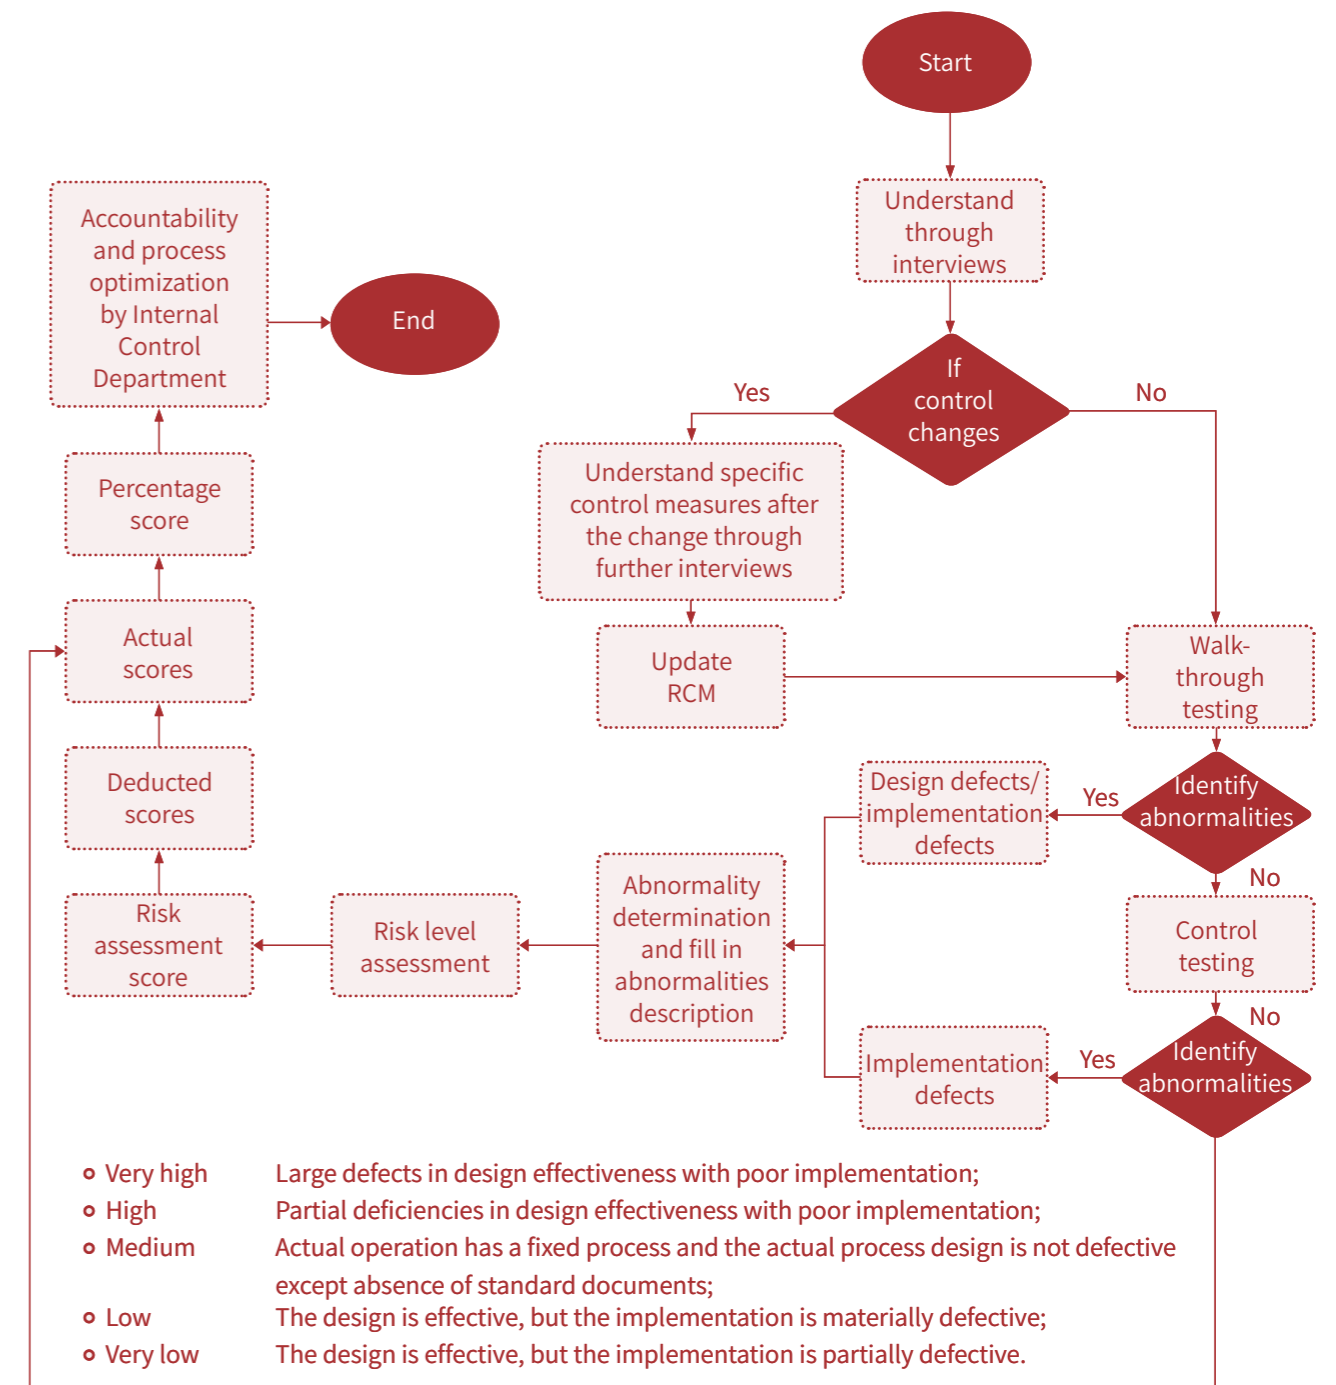 Start
Understand
through
interviews
If
control
changes
Yes
No
Understand specific
control measures after
the change through
further interviews
Update
RCM
Walk-
through
testing
Identify
abnormalities
Yes
No
Design defects/
implementation
defects
Control
testing
No
Identify
abnormalities
Yes
Implementation
defects
Abnormality
determination
and fill in
abnormalities
description
Risk level
assessment
Risk
assessment
score
Deducted
scores
Actual
scores
Percentage
score
Accountability
and process
optimization
by Internal
Control
Department
End
Very high Large defects in design effectiveness with poor implementation;
High Partial deficiencies in design effectiveness with poor implementation;
Medium Actual operation has a fixed process and the actual process design is not defective
except absence of standard documents;
Low The design is effective, but the implementation is materially defective;
Very low The design is effective, but the implementation is partially defective.